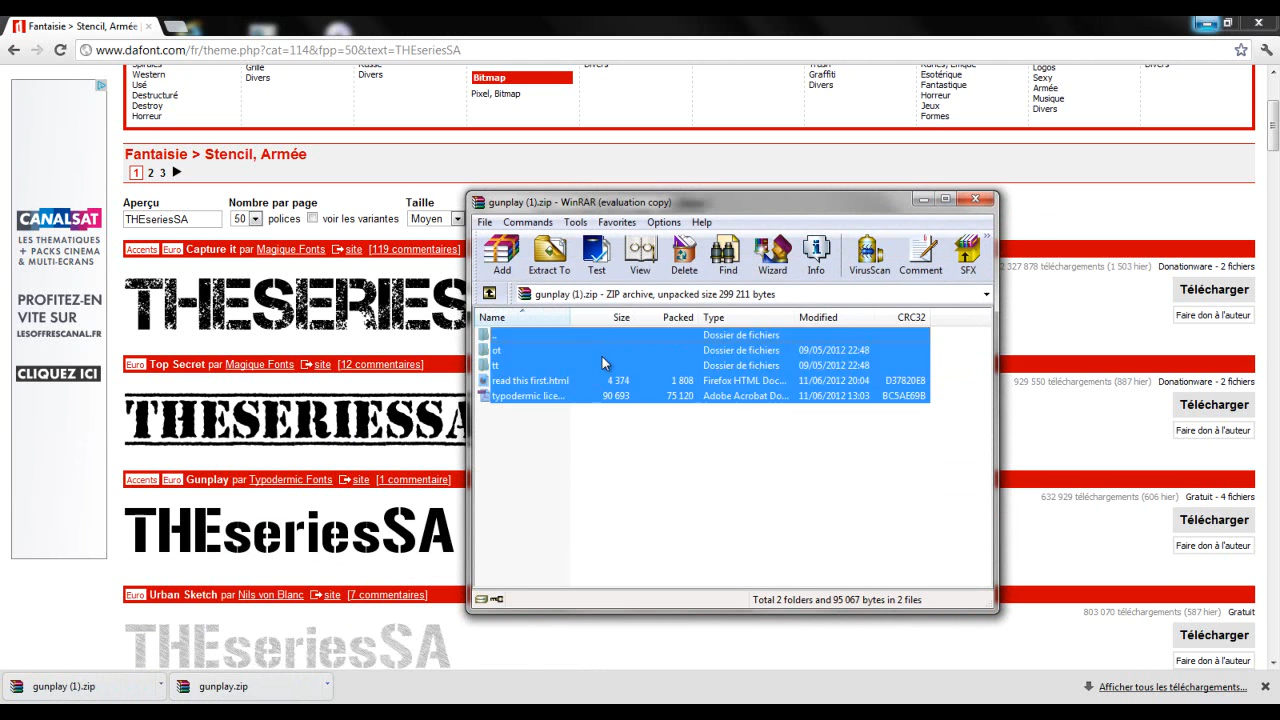 Fantaisie > Stencil, Armée
www.dafont.com/fr/theme.php?cat=114&fpp=50&text=THEseriesSA
Western
Usé
Destructuré
Destroy
Horreur
Grille
Divers
Divers
Bitmap
Pixel, Bitmap
Graffiti
Divers
Esotérique
Fantastique
Horreur
Jeux
Formes
Logos
Sexy
Armée
Musique
Divers
Fantaisie > Stencil, Armée
1 2 3
Aperçu
THEseriesSA
Nombre par page
50 polices
voir les variantes
Taille
Moyen
CANAL SAT
LES THÉMATIQUES
+ PACKS CINÉMA
& MULTI-ECRANS
PROFITEZ-EN
VITE SUR
LESOFFRESCANAL.FR
CLIQUEZ ICI
Accents Euro Capture it par Magique Fonts site [119 commentaires]
THESERIES
327 878 téléchargements (1 503 hier) Donationware - 2 fichiers
Télécharger
Faire don à l'auteur
Euro Top Secret par Magique Fonts site [12 commentaires]
THESERIESSA
929 550 téléchargements (887 hier) Donationware - 2 fichiers
Télécharger
Faire don à l'auteur
Accents Euro Gunplay par Typodermic Fonts site [1 commentaire]
THEseriesSA
632 929 téléchargements (606 hier) Gratuit - 4 fichiers
Télécharger
Faire don à l'auteur
Euro Urban Sketch par Nils von Blanc site [7 commentaires]
THEseriesSA
803 070 téléchargements (587 hier) Gratuit
Télécharger
Faire don à l'auteur
gunplay (1).zip - WinRAR (evaluation copy)
File Commands Tools Favorites Options Help
Add Extract To Test View Delete Find Wizard Info VirusScan Comment SFX
gunplay (1).zip - ZIP archive, unpacked size 299 211 bytes
Name Size Packed Type Modified CRC32
.. Dossier de fichiers
ot Dossier de fichiers 09/05/2012 22:48
tt Dossier de fichiers 09/05/2012 22:48
read this first.html 4 374 1 808 Firefox HTML Doc... 11/06/2012 20:04 D37820E8
typodermic lice... 90 693 75 120 Adobe Acrobat Do... 11/06/2012 13:03 BC5AE69B
Total 2 folders and 95 067 bytes in 2 files
gunplay (1).zip
gunplay.zip
Afficher tous les téléchargements...